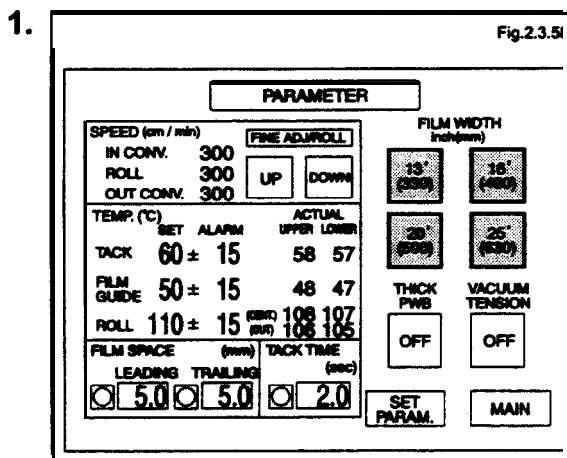 1.
Fig.2.3.5
PARAMETER
SPEED (cm / min)
FINE ADJ/ROLL
IN CONV. 300
ROLL 300
OUT CONV. 300
UP
DOWN
TEMP. (°C)
SET ALARM
ACTUAL
UPPER LOWER
TACK 60 ± 15 58 57
FILM GUIDE 50 ± 15 48 47
ROLL 110 ± 15 (CENT.) 108 107
(OUT) 106 105
FILM SPACE (mm)
LEADING TRAILING
5.0 5.0
TACK TIME
(sec)
2.0
FILM WIDTH
inch(mm)
13"
(330)
16"
25"
(630)
THICK
PWB
OFF
VACUUM
TENSION
OFF
SET
PARAM.
MAIN